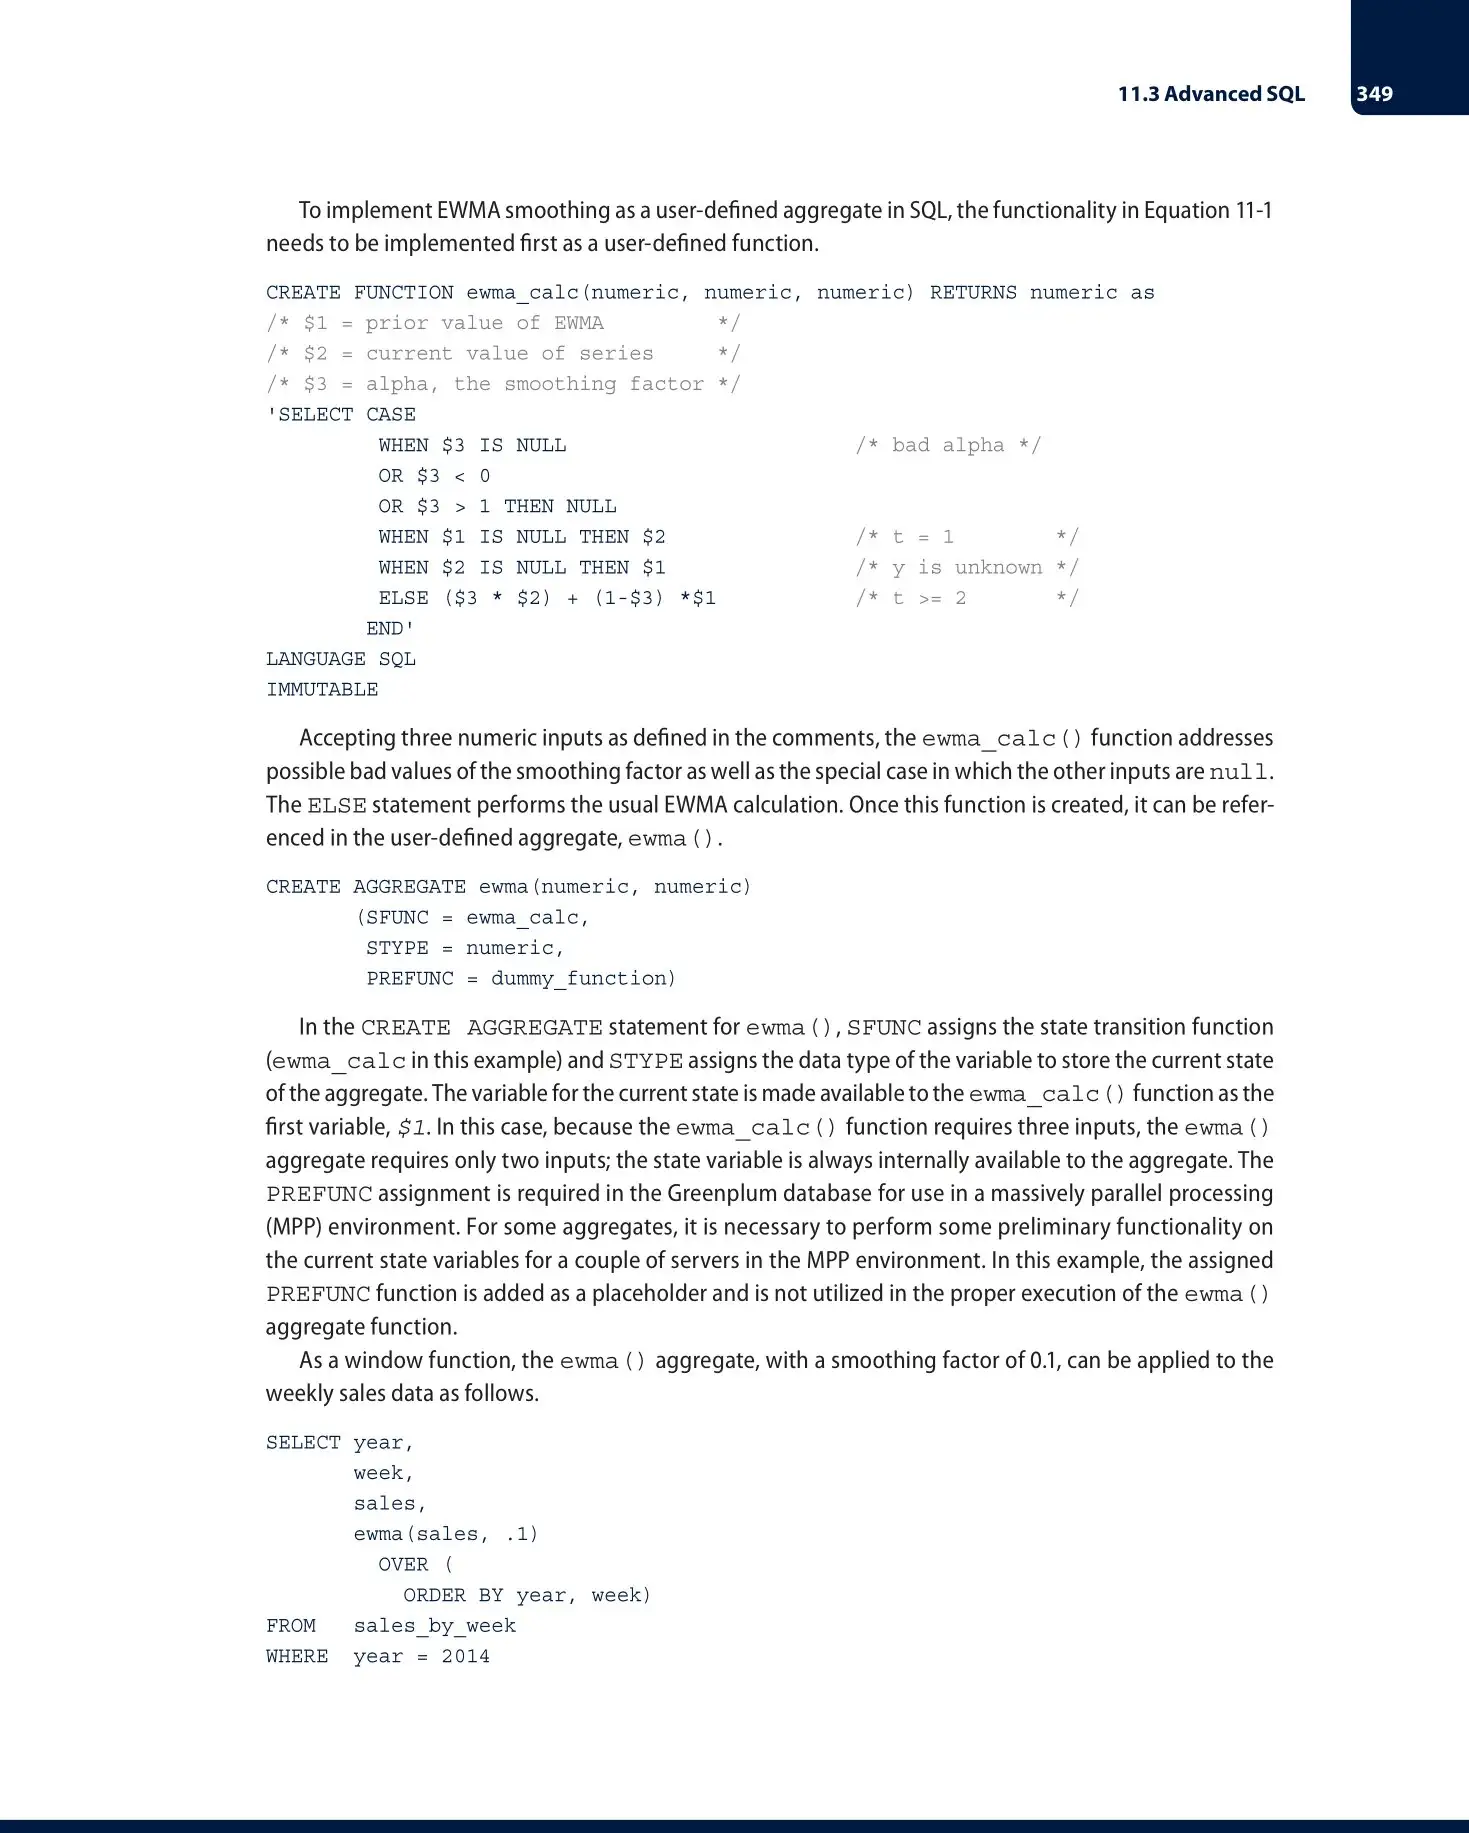 11.3 Advanced SQL 349
To implement EWMA smoothing as a user-defined aggregate in SQL, the functionality in Equation 11-1
needs to be implemented first as a user-defined function.
CREATE FUNCTION ewma_calc(numeric, numeric, numeric) RETURNS numeric as
/* $1 = prior value of EWMA         */
/* $2 = current value of series     */
/* $3 = alpha, the smoothing factor */
'SELECT CASE
         WHEN $3 IS NULL                       /* bad alpha */
         OR $3 < 0
         OR $3 > 1 THEN NULL
         WHEN $1 IS NULL THEN $2               /* t = 1        */
         WHEN $2 IS NULL THEN $1               /* y is unknown */
         ELSE ($3 * $2) + (1-$3) *$1           /* t >= 2       */
        END'
LANGUAGE SQL
IMMUTABLE
Accepting three numeric inputs as defined in the comments, the ewma_calc() function addresses
possible bad values of the smoothing factor as well as the special case in which the other inputs are null.
The ELSE statement performs the usual EWMA calculation. Once this function is created, it can be refer-
enced in the user-defined aggregate, ewma().
CREATE AGGREGATE ewma(numeric, numeric)
       (SFUNC = ewma_calc,
        STYPE = numeric,
        PREFUNC = dummy_function)
In the CREATE AGGREGATE statement for ewma(), SFUNC assigns the state transition function
(ewma_calc in this example) and STYPE assigns the data type of the variable to store the current state
of the aggregate. The variable for the current state is made available to the ewma_calc() function as the
first variable, $1. In this case, because the ewma_calc() function requires three inputs, the ewma()
aggregate requires only two inputs; the state variable is always internally available to the aggregate. The
PREFUNC assignment is required in the Greenplum database for use in a massively parallel processing
(MPP) environment. For some aggregates, it is necessary to perform some preliminary functionality on
the current state variables for a couple of servers in the MPP environment. In this example, the assigned
PREFUNC function is added as a placeholder and is not utilized in the proper execution of the ewma()
aggregate function.
As a window function, the ewma() aggregate, with a smoothing factor of 0.1, can be applied to the
weekly sales data as follows.
SELECT year,
       week,
       sales,
       ewma(sales, .1)
         OVER (
           ORDER BY year, week)
FROM   sales_by_week
WHERE  year = 2014